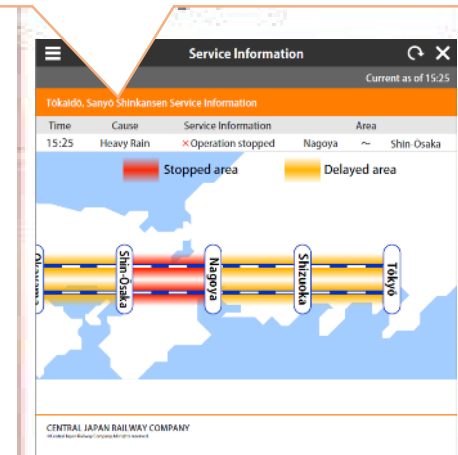 Service Information
Current as of 15:25
Tōkaidō, Sanyō Shinkansen Service Information
Time Cause Service Information Area
15:25 Heavy Rain ×Operation stopped Nagoya ~ Shin-Ōsaka
Stopped area Delayed area
Shin-Ōsaka
Nagoya
Shizuoka
Tōkyō
CENTRAL JAPAN RAILWAY COMPANY